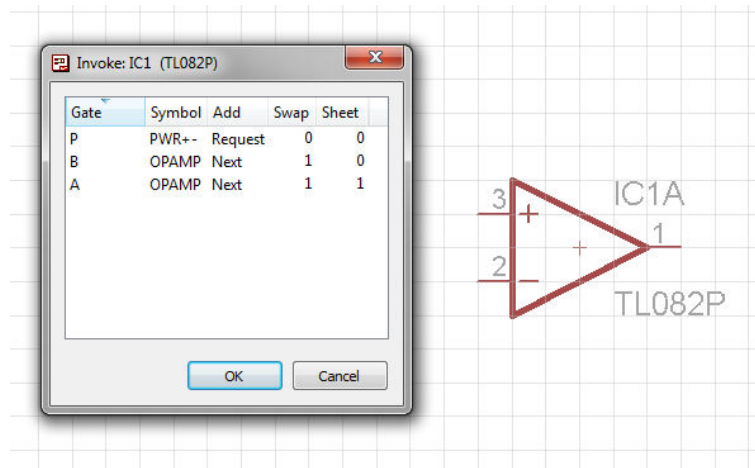 Invoke: IC1 (TL082P)
Gate Symbol Add Swap Sheet
P PWR+- Request 0 0
B OPAMP Next 1 0
A OPAMP Next 1 1
OK Cancel
IC1A
3
+
1
2
-
TL082P